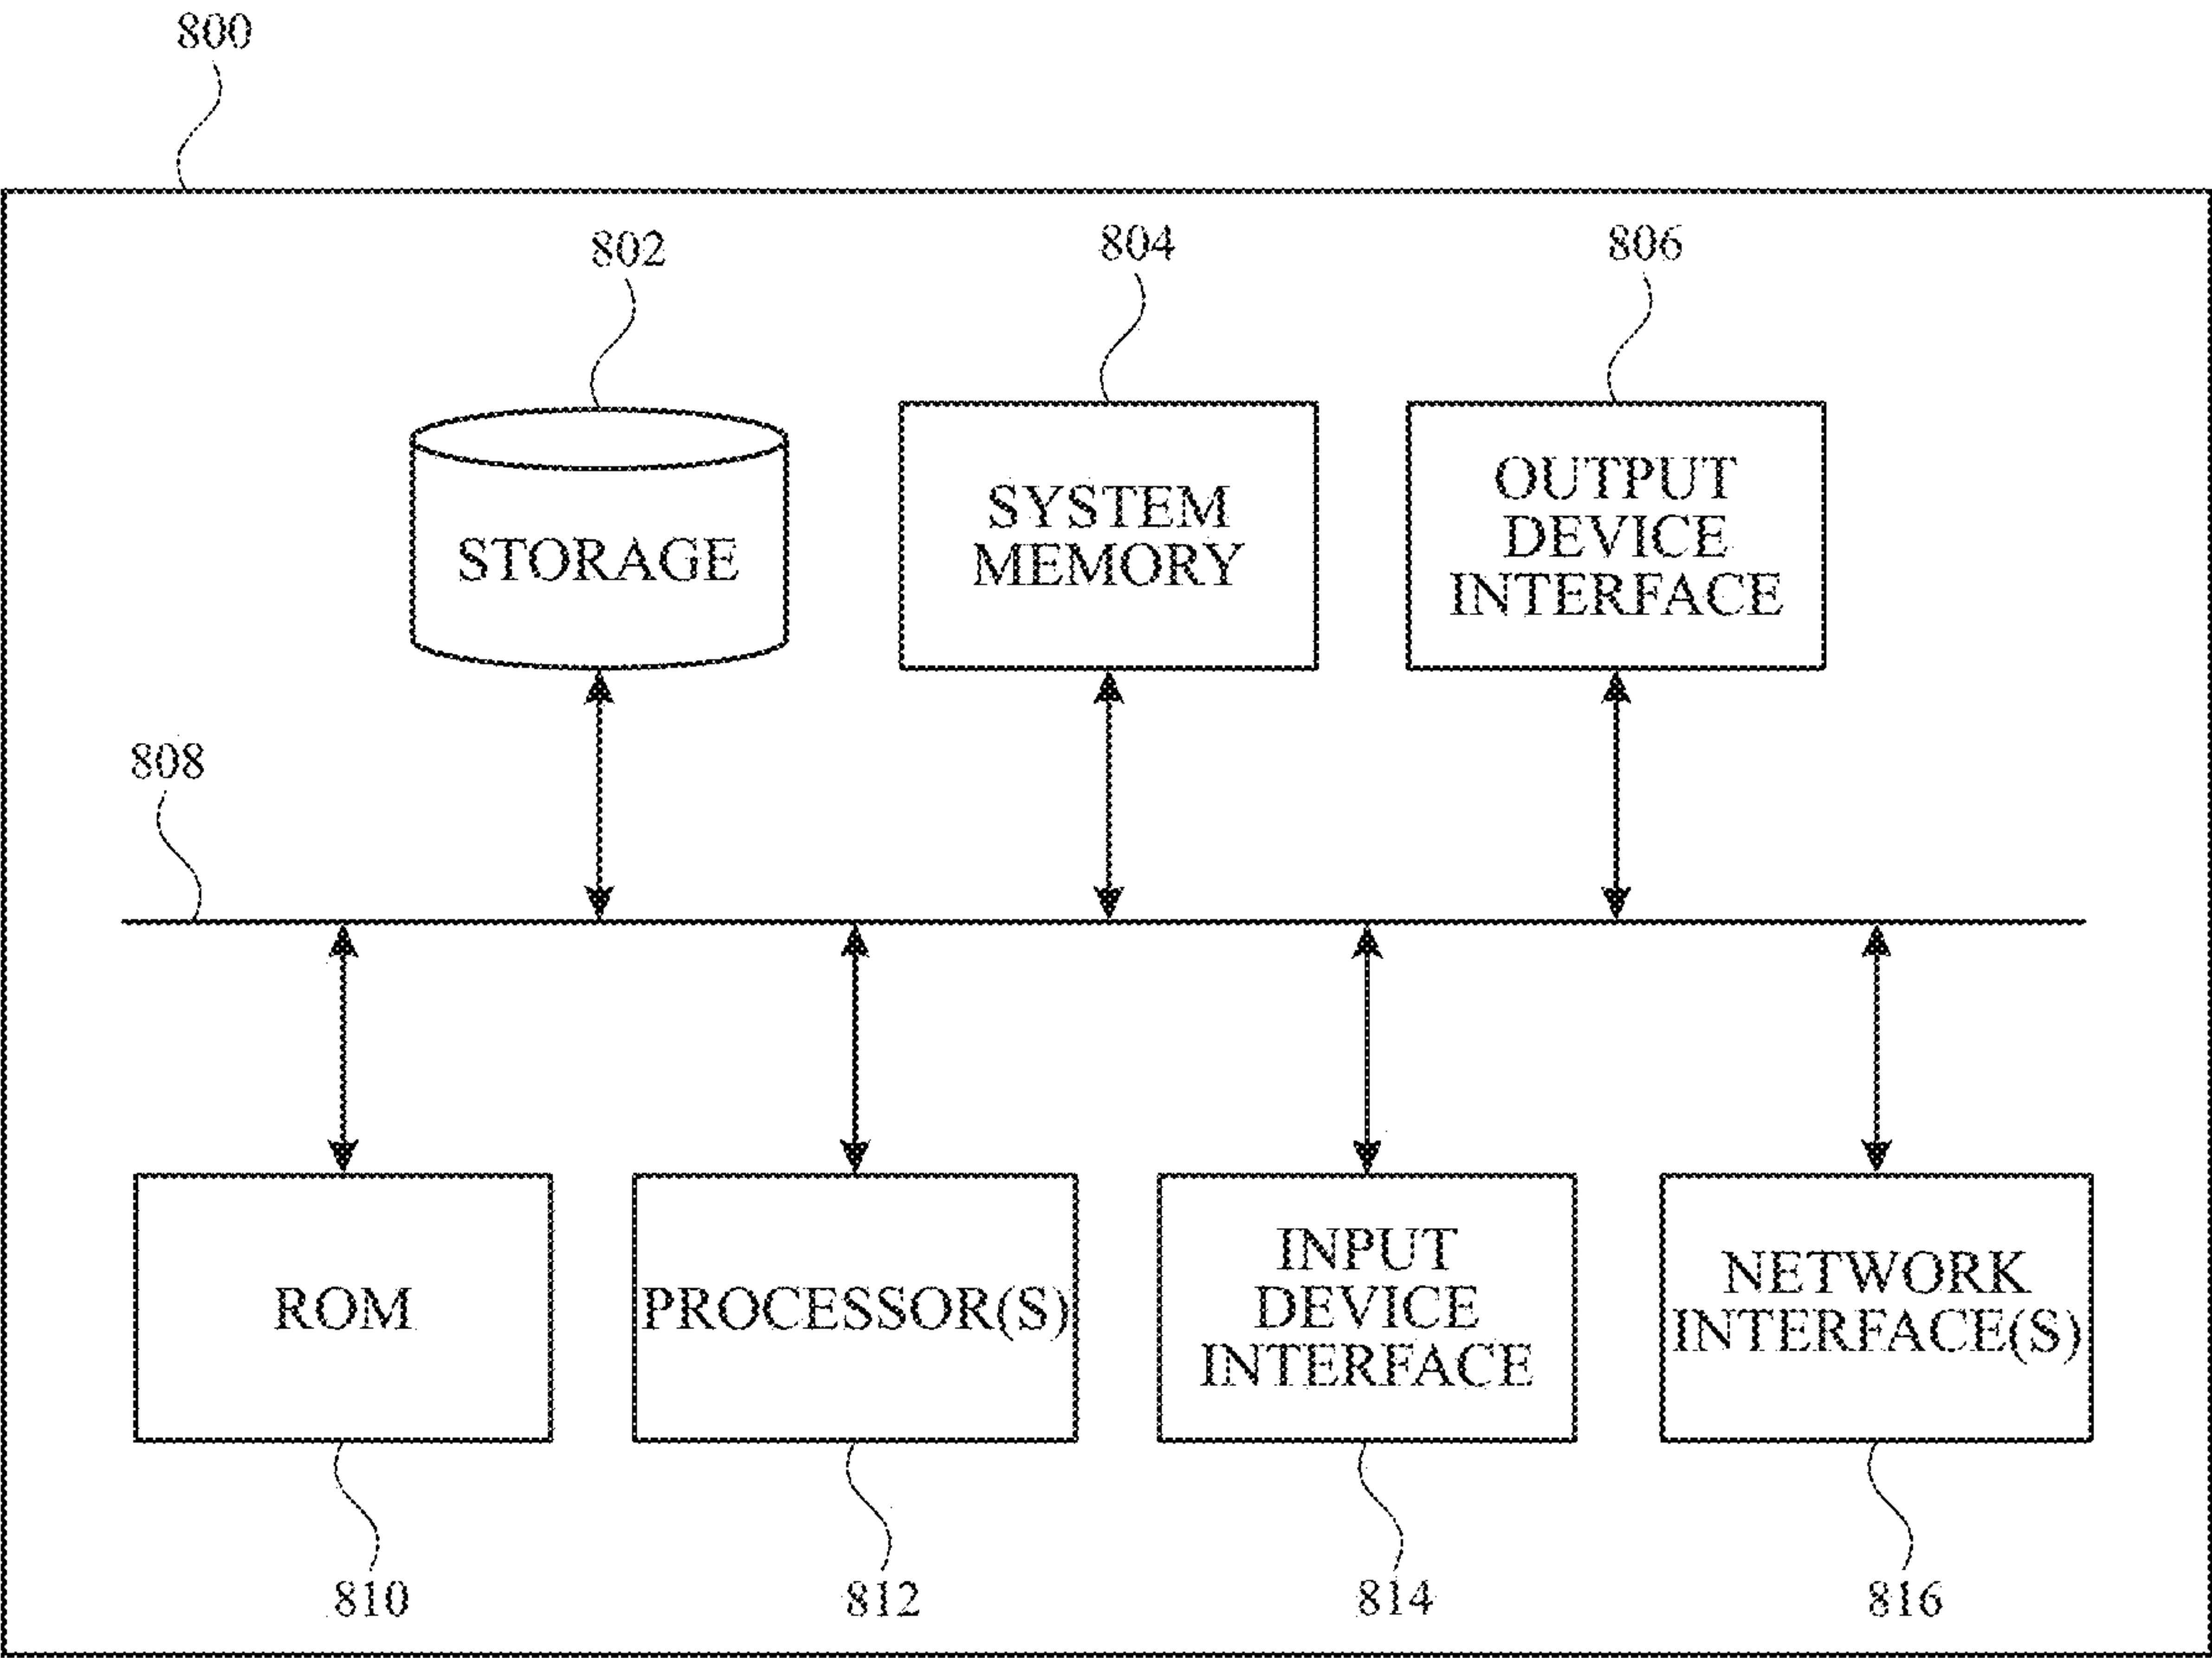 800
802
804
806
STORAGE
SYSTEM
MEMORY
OUTPUT
DEVICE
INTERFACE
808
ROM
PROCESSOR(S)
INPUT
DEVICE
INTERFACE
NETWORK
INTERFACE(S)
810
812
814
816